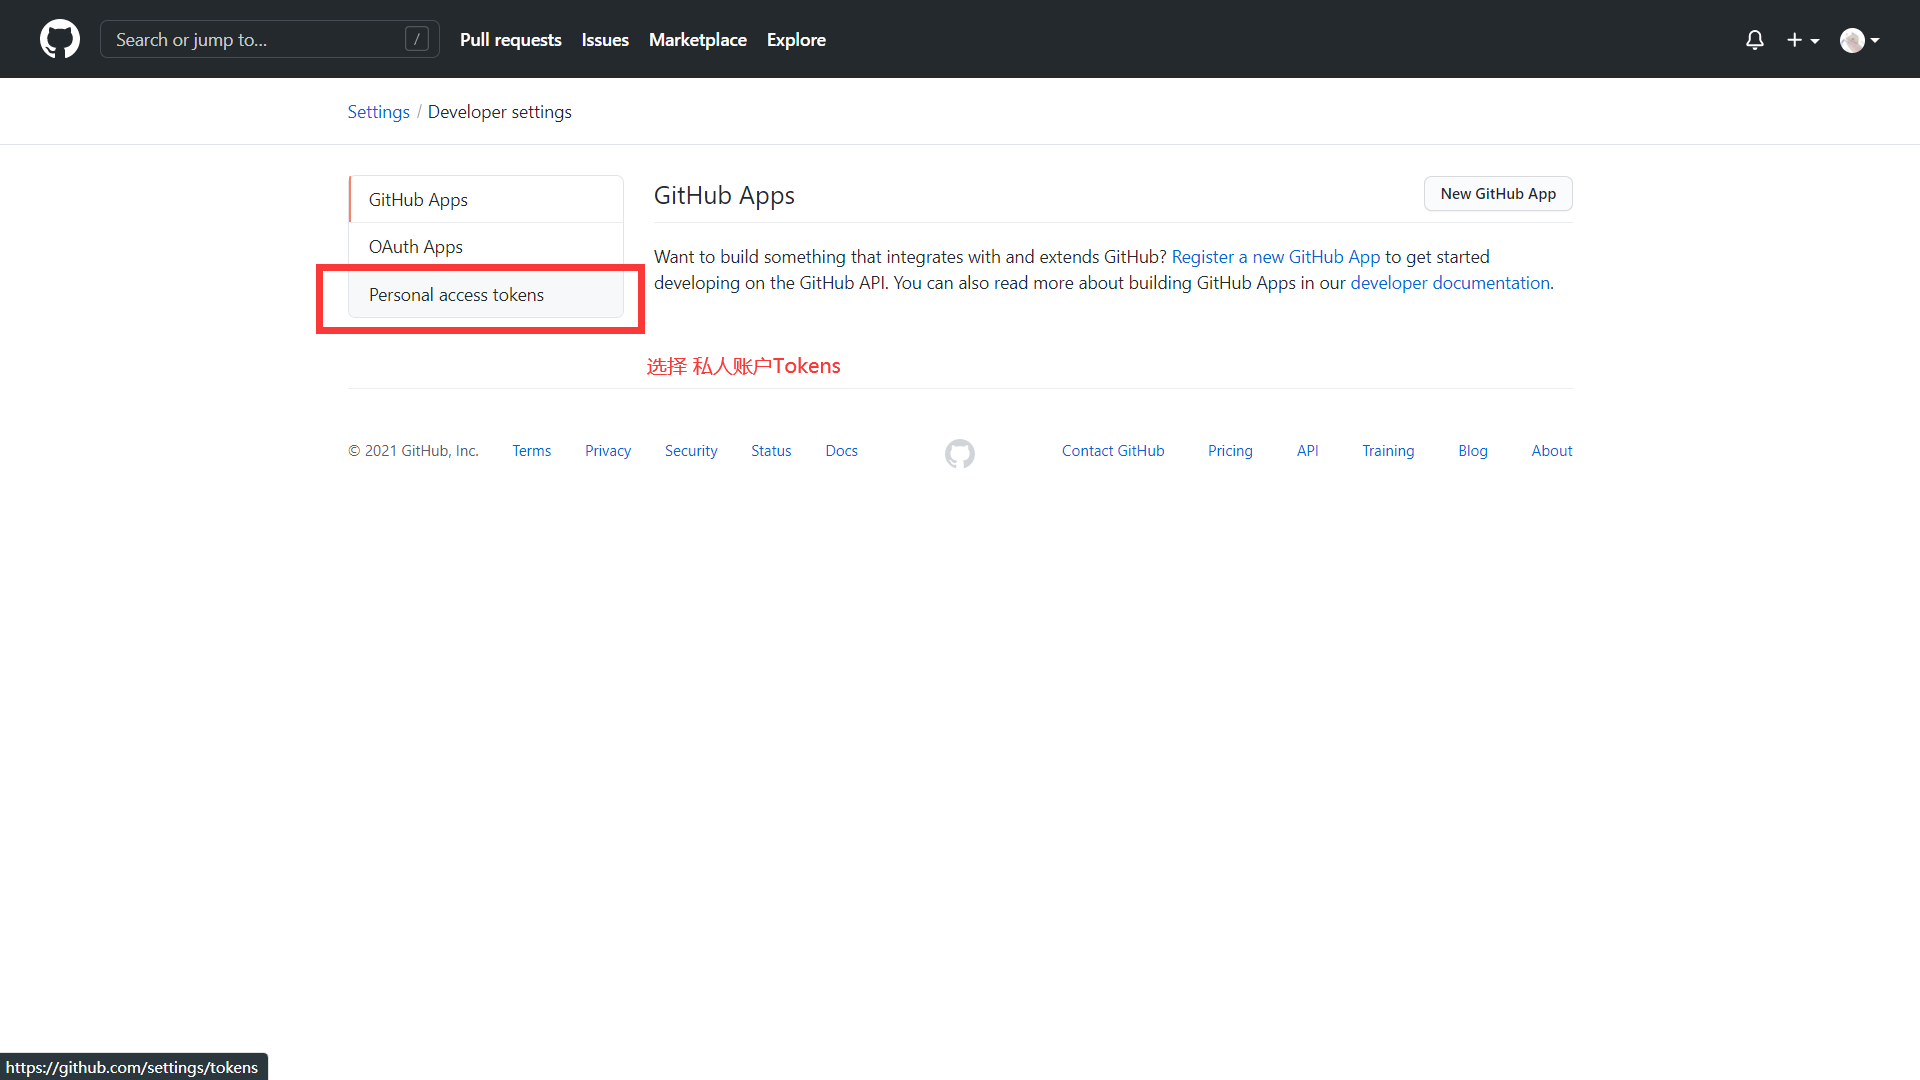 Search or jump to... /
Pull requests Issues Marketplace Explore
Settings / Developer settings
GitHub Apps
OAuth Apps
Personal access tokens
GitHub Apps
New GitHub App
Want to build something that integrates with and extends GitHub? Register a new GitHub App to get started
developing on the GitHub API. You can also read more about building GitHub Apps in our developer documentation.
选择 私人账户Tokens
© 2021 GitHub, Inc. Terms Privacy Security Status Docs Contact GitHub Pricing API Training Blog About
https://github.com/settings/tokens